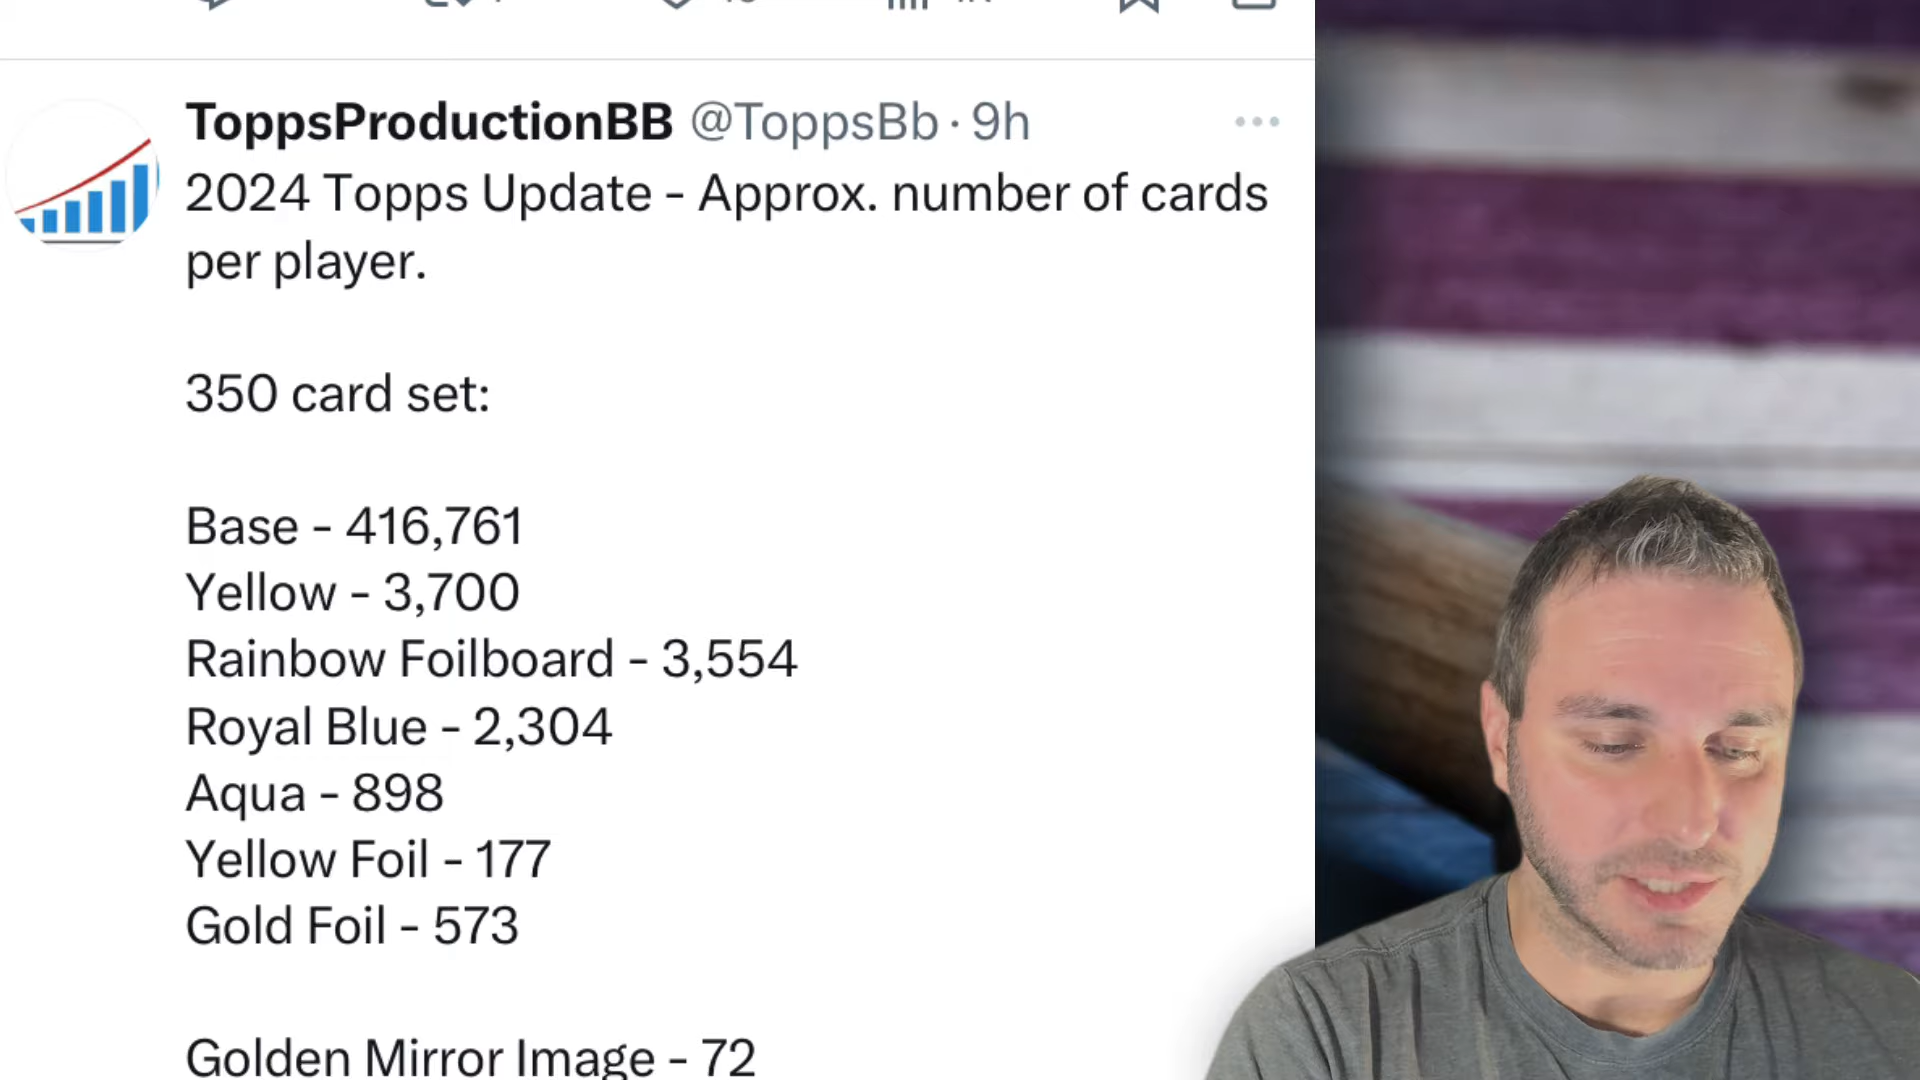 ToppsProductionBB @ToppsBb · 9h
2024 Topps Update - Approx. number of cards
per player.
350 card set:
Base - 416,761
Yellow - 3,700
Rainbow Foilboard - 3,554
Royal Blue - 2,304
Aqua - 898
Yellow Foil - 177
Gold Foil - 573
Golden Mirror Image - 72